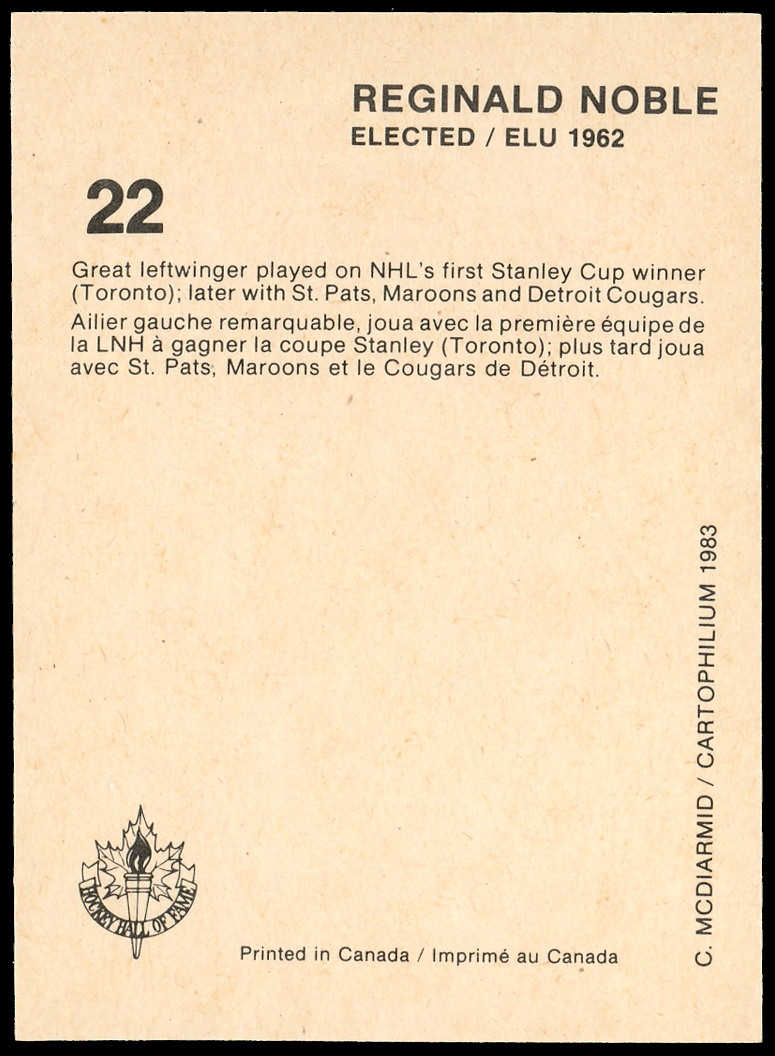 REGINALD NOBLE
ELECTED / ELU 1962
22
Great leftwinger played on NHL's first Stanley Cup winner
(Toronto); later with St. Pats, Maroons and Detroit Cougars.
Ailier gauche remarquable, joua avec la première équipe de
la LNH à gagner la coupe Stanley (Toronto); plus tard joua
avec St. Pats, Maroons et le Cougars de Détroit.
C. MCDIARMID / CARTOPHILIUM 1983
HOCKEY HALL OF FAME
Printed in Canada / Imprimé au Canada